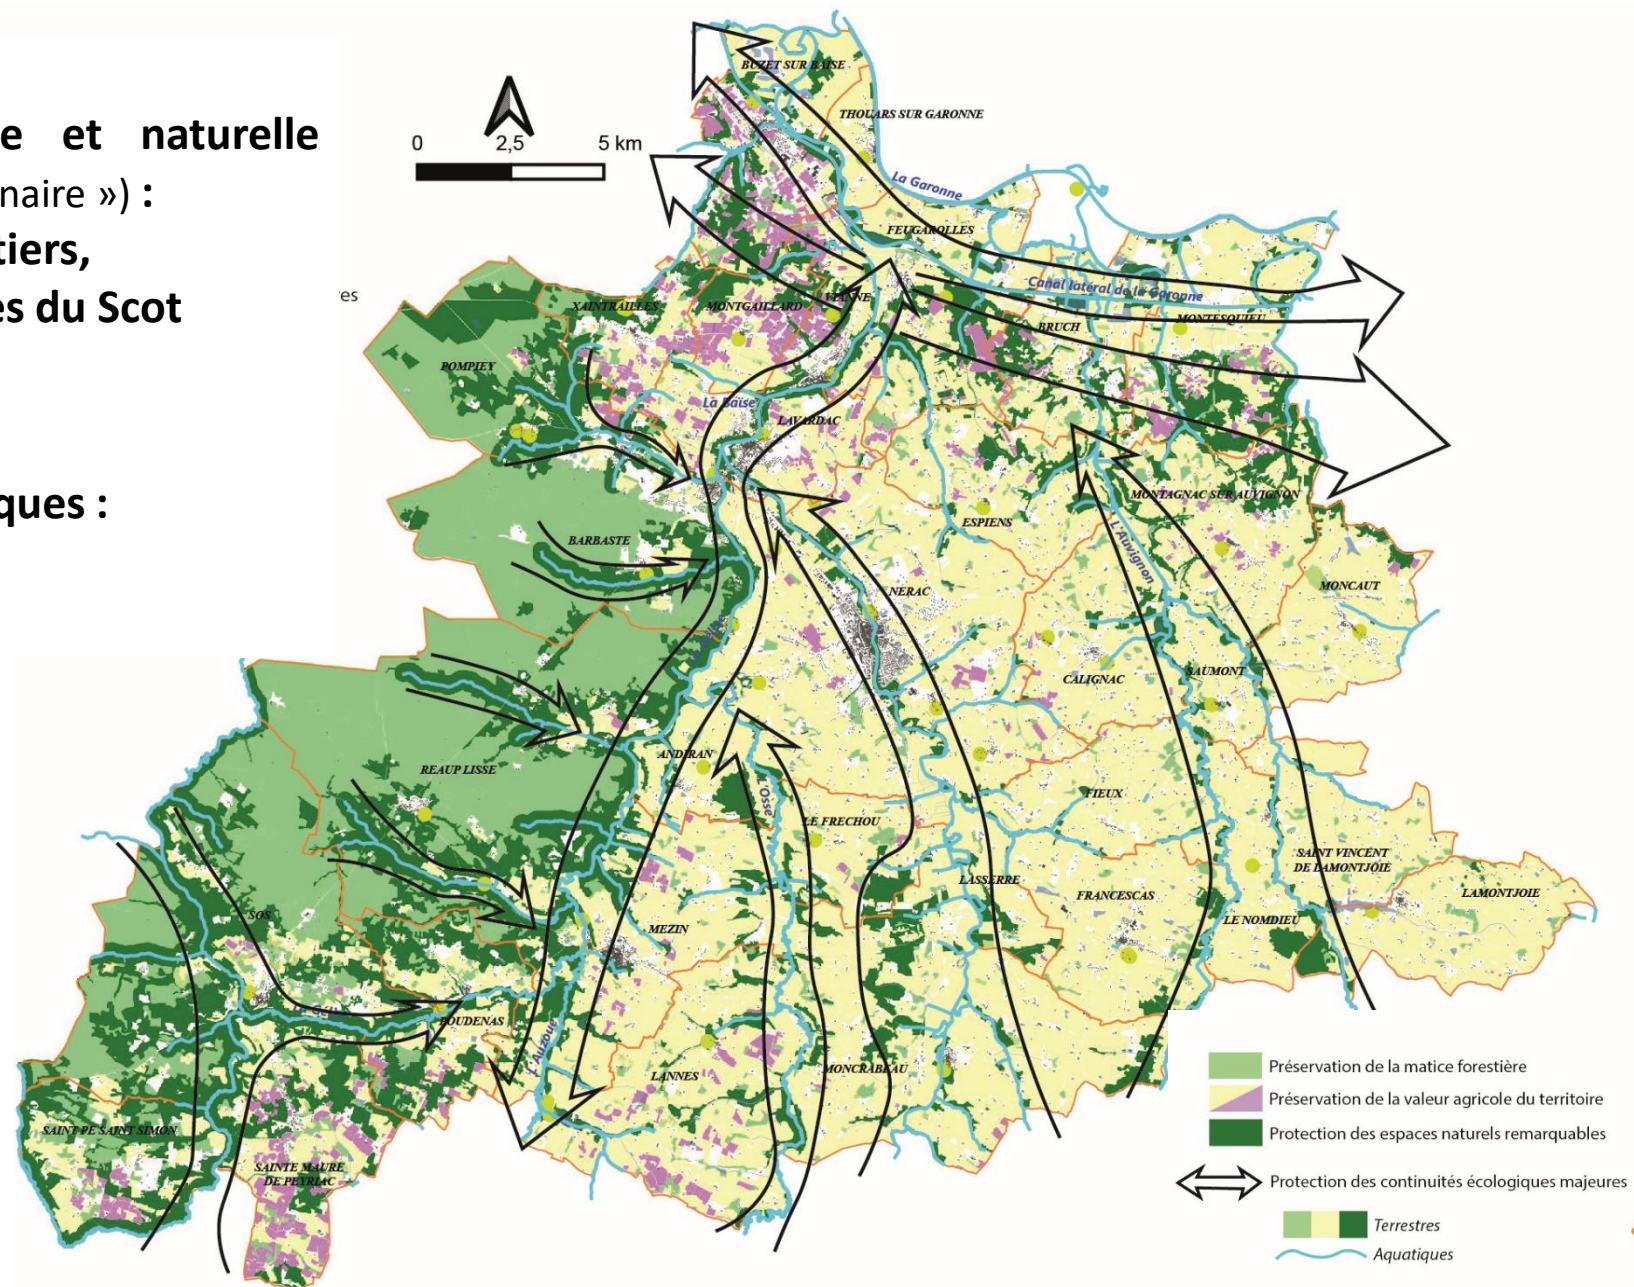 e et naturelle
naire ») :
tiers,
es du Scot
res
ques :
0 2,5 5 km
BUZET SUR BAISE
THOUARS SUR GARONNE
La Garonne
FEUGAROLLES
Canal latéral de la Garonne
XAINTRAILLES
MONTGAILLARD
VIANNE
BRUCH
MONTESQUIEU
POMPIEY
La Baïse
LAVARDAC
MONTAGNAC SUR AUVIGNON
ESPIENS
BARBASTE
L'Auvignon
MONCAUT
NERAC
CALIGNAC
SAUMONT
ANDIRAN
REAUP LISSE
L'Osse
FIEUX
LE FRECHOU
SAINT VINCENT
DE LAMONTJOIE
LASSERRE
FRANCESCAS
LAMONTJOIE
SOS
LE NOMDIEU
MEZIN
POUDENAS
L'Auzoue
LANNES
MONCRABEAU
SAINT PE SAINT SIMON
SAINTE MAURE
DE PEYRIAC
Préservation de la matice forestière
Préservation de la valeur agricole du territoire
Protection des espaces naturels remarquables
Protection des continuités écologiques majeures
Terrestres
Aquatiques